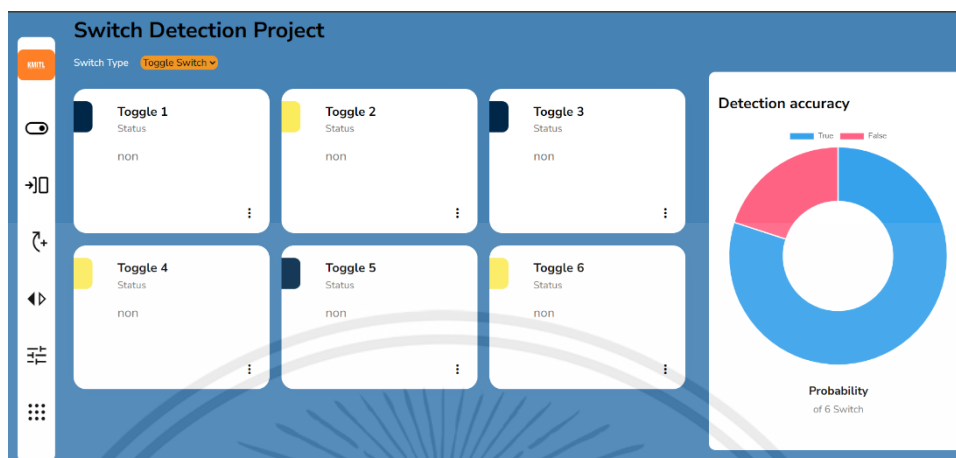 Switch Detection Project
KMITL
Switch Type Toggle Switch
Toggle 1
Status
non
Toggle 2
Status
non
Toggle 3
Status
non
Toggle 4
Status
non
Toggle 5
Status
non
Toggle 6
Status
non
Detection accuracy
True False
Probability
of 6 Switch